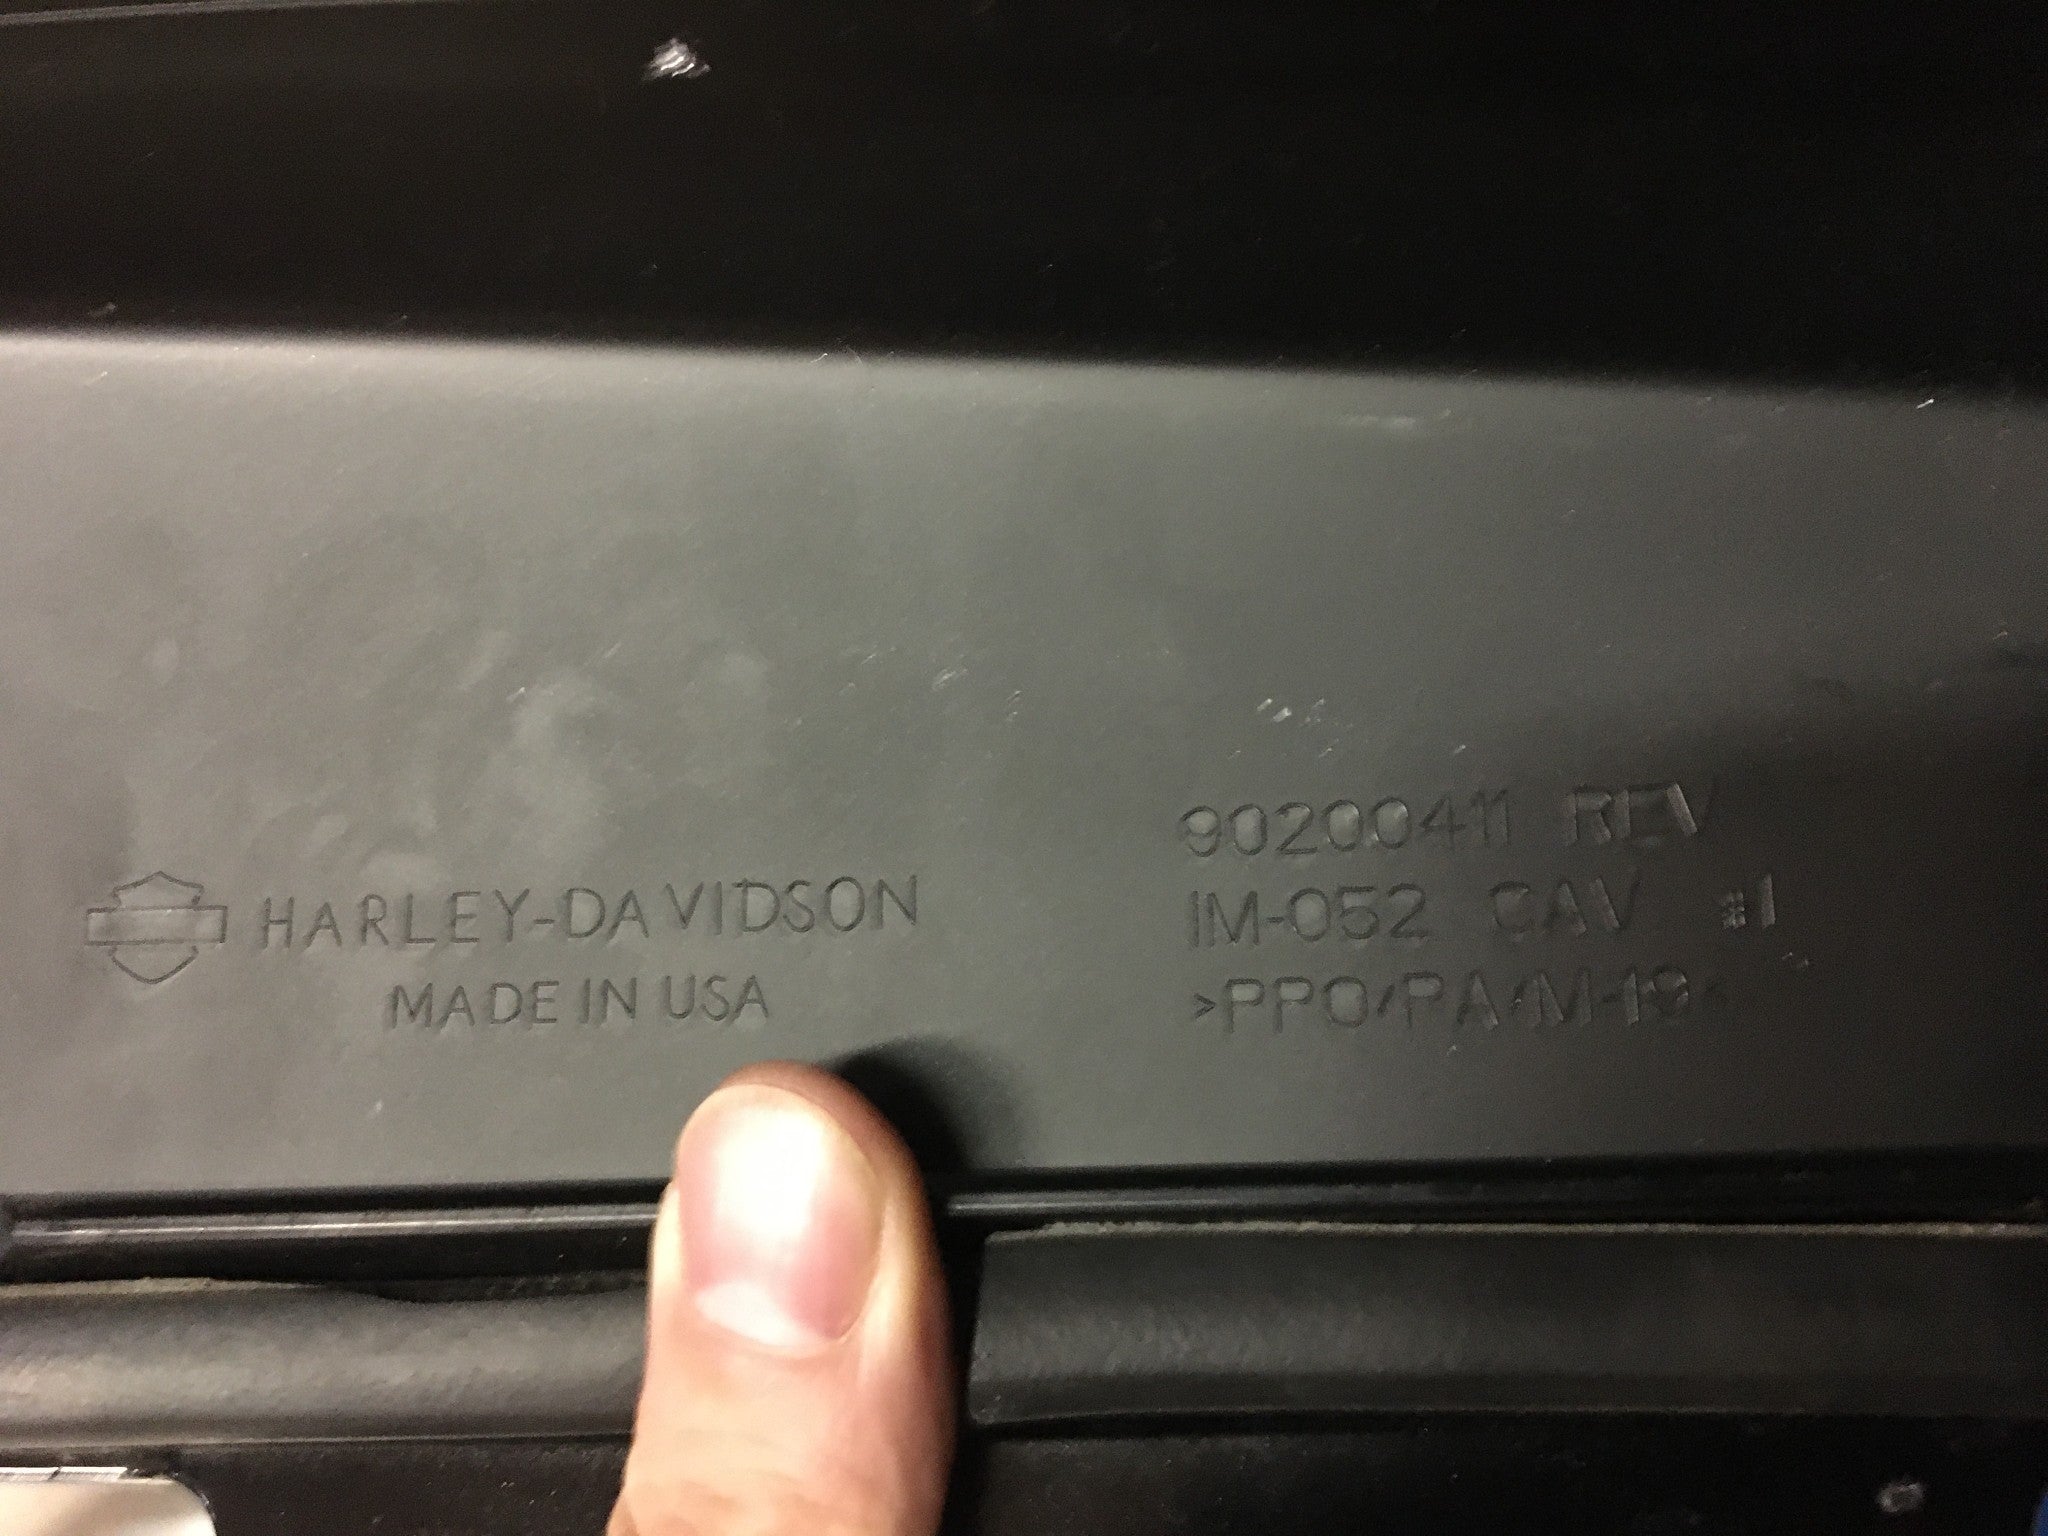 HARLEY-DAVIDSON
MADE IN USA
90200411 REV
IM-052 CAV #1
>PPO/PA/M-19<